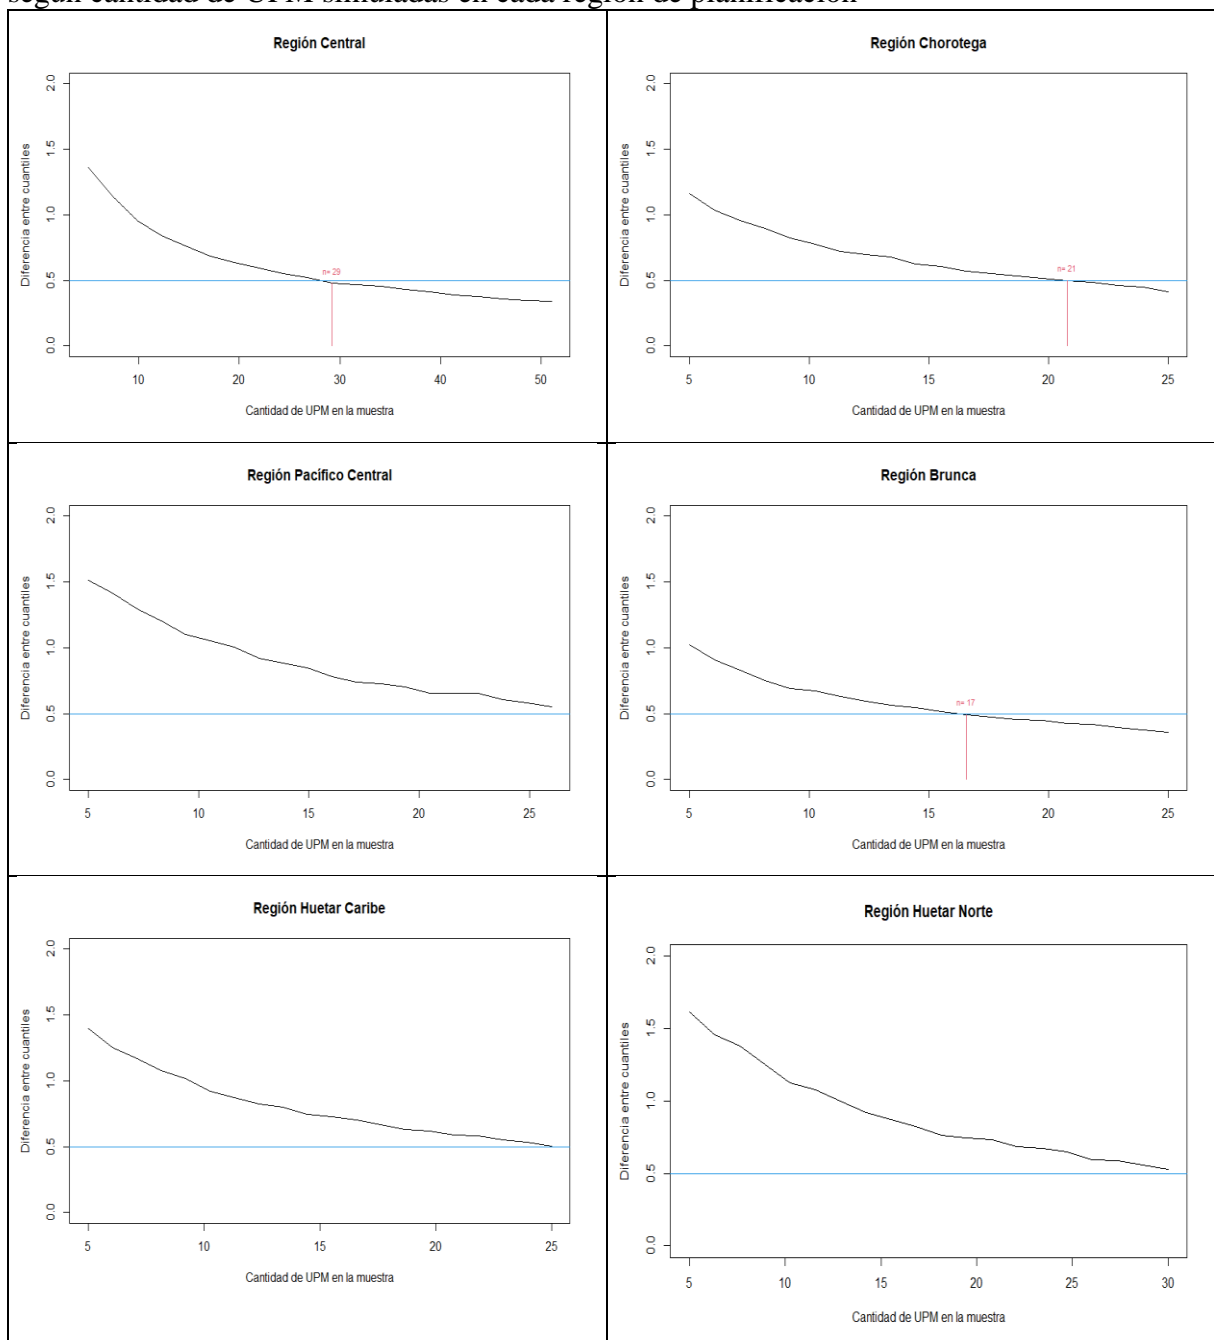 según cantidad de UPM simuladas en cada región de planificación
Región Central
Diferencia entre cuantiles
2.0
1.5
1.0
0.5
0.0
n= 29
10 20 30 40 50
Cantidad de UPM en la muestra
Región Chorotega
Diferencia entre cuantiles
2.0
1.5
1.0
0.5
0.0
n= 21
5 10 15 20 25
Cantidad de UPM en la muestra
Región Pacífico Central
Diferencia entre cuantiles
2.0
1.5
1.0
0.5
0.0
5 10 15 20 25
Cantidad de UPM en la muestra
Región Brunca
Diferencia entre cuantiles
2.0
1.5
1.0
0.5
0.0
n= 17
5 10 15 20 25
Cantidad de UPM en la muestra
Región Huetar Caribe
Diferencia entre cuantiles
2.0
1.5
1.0
0.5
0.0
5 10 15 20 25
Cantidad de UPM en la muestra
Región Huetar Norte
Diferencia entre cuantiles
2.0
1.5
1.0
0.5
0.0
5 10 15 20 25 30
Cantidad de UPM en la muestra